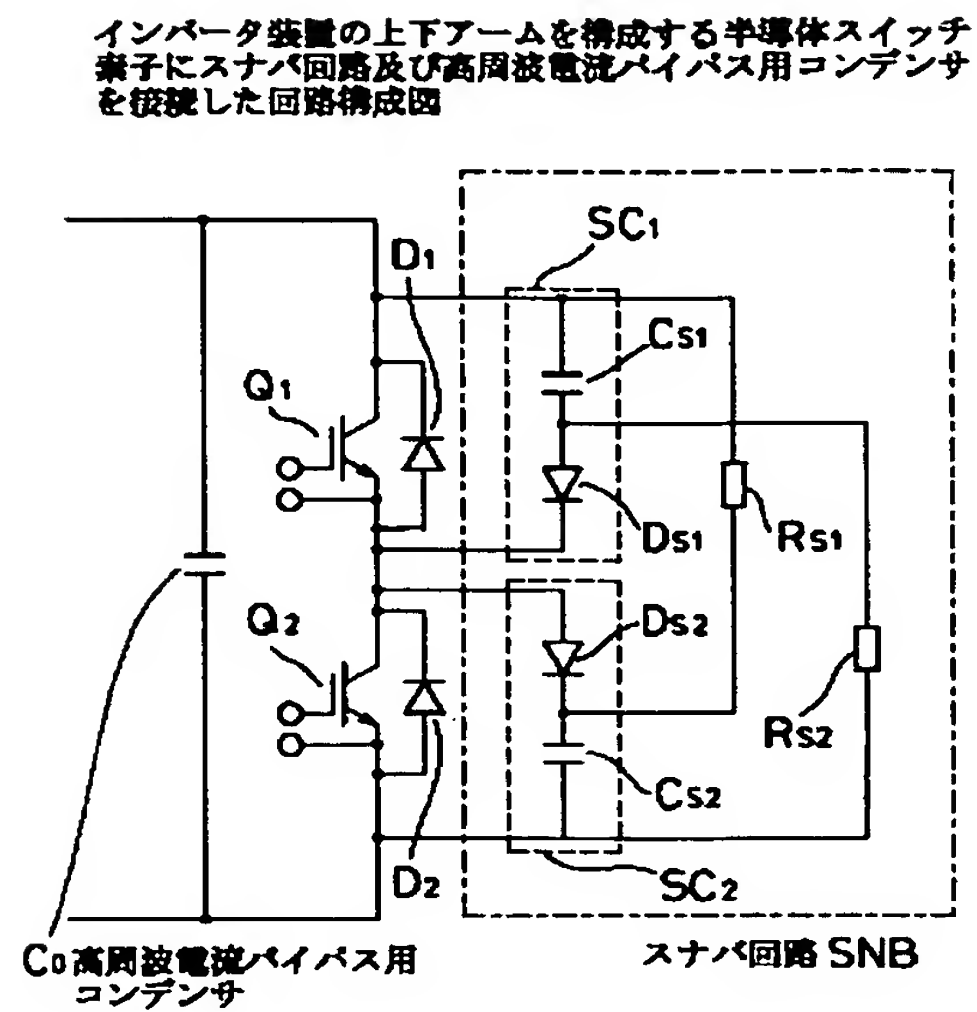 インバータ装置の上下アームを構成する半導体スイッチ
素子にスナバ回路及び高周波電流バイパス用コンデンサ
を接続した回路構成図
SC1
D1
CS1
Q1
DS1
RS1
Q2
DS2
RS2
CS2
D2
SC2
C0高周波電流バイパス用
コンデンサ
スナバ回路 SNB